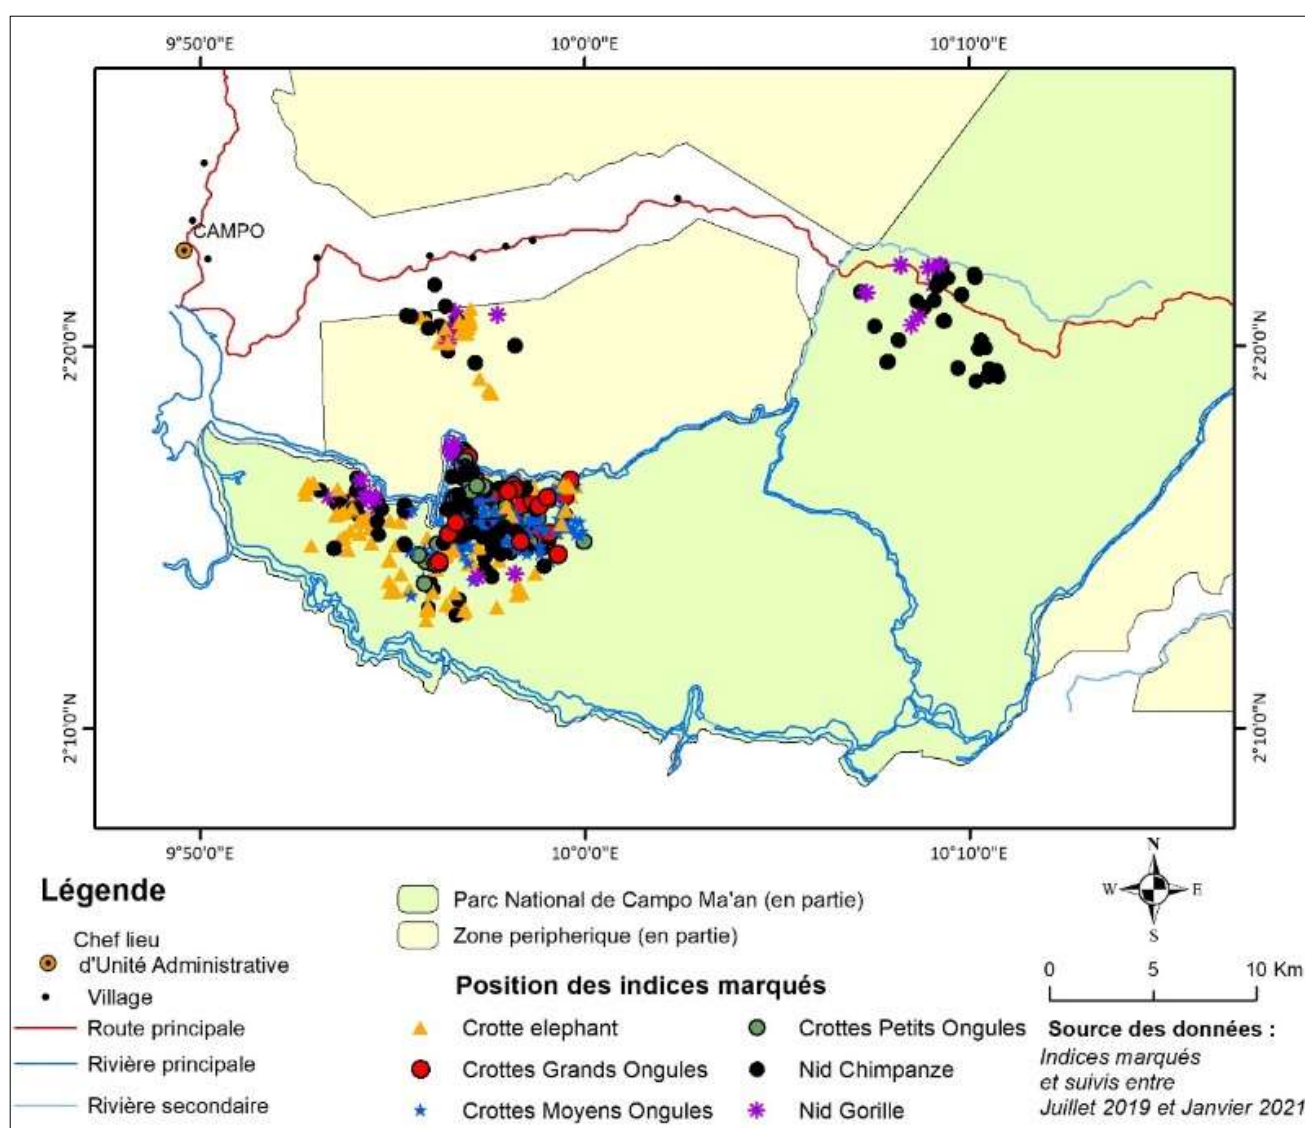 9°50'0"E 10°0'0"E 10°10'0"E
CAMPO
2°20'0"N 2°20'0"N
2°10'0"N 2°10'0"N
9°50'0"E 10°0'0"E 10°10'0"E
Légende
Chef lieu
d'Unité Administrative
Village
Route principale
Rivière principale
Rivière secondaire
Parc National de Campo Ma'an (en partie)
Zone peripherique (en partie)
Position des indices marqués
Crotte elephant
Crottes Grands Ongules
Crottes Moyens Ongules
Crottes Petits Ongules
Nid Chimpanze
Nid Gorille
N
W E
S
0 5 10 Km
Source des données :
Indices marqués
et suivis entre
Juillet 2019 et Janvier 2021